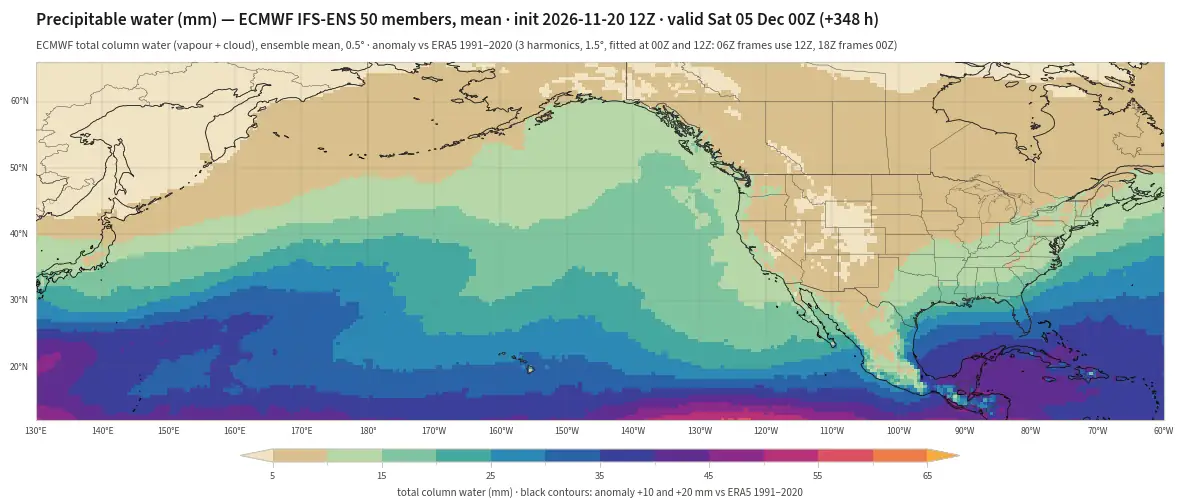 Precipitable water (mm) — ECMWF IFS-ENS 50 members, mean · init 2026-11-20 12Z · valid Sat 05 Dec 00Z (+348 h)
ECMWF total column water (vapour + cloud), ensemble mean, 0.5° · anomaly vs ERA5 1991–2020 (3 harmonics, 1.5°, fitted at 00Z and 12Z: 06Z frames use 12Z, 18Z frames 00Z)
60°N
50°N
40°N
30°N
20°N
130°E 140°E 150°E 160°E 170°E 180° 170°W 160°W 150°W 140°W 130°W 120°W 110°W 100°W 90°W 80°W 70°W 60°W
5 15 25 35 45 55 65
total column water (mm) · black contours: anomaly +10 and +20 mm vs ERA5 1991–2020